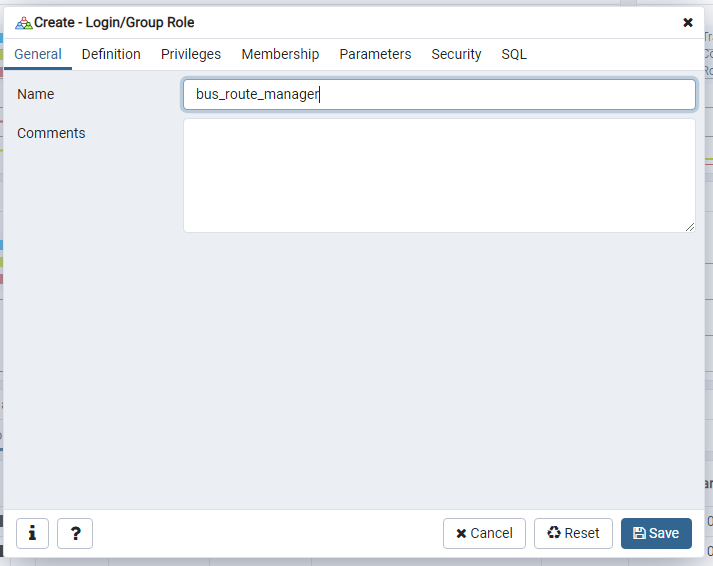 Create - Login/Group Role
General Definition Privileges Membership Parameters Security SQL
Name bus_route_manager
Comments
i ? Cancel Reset Save